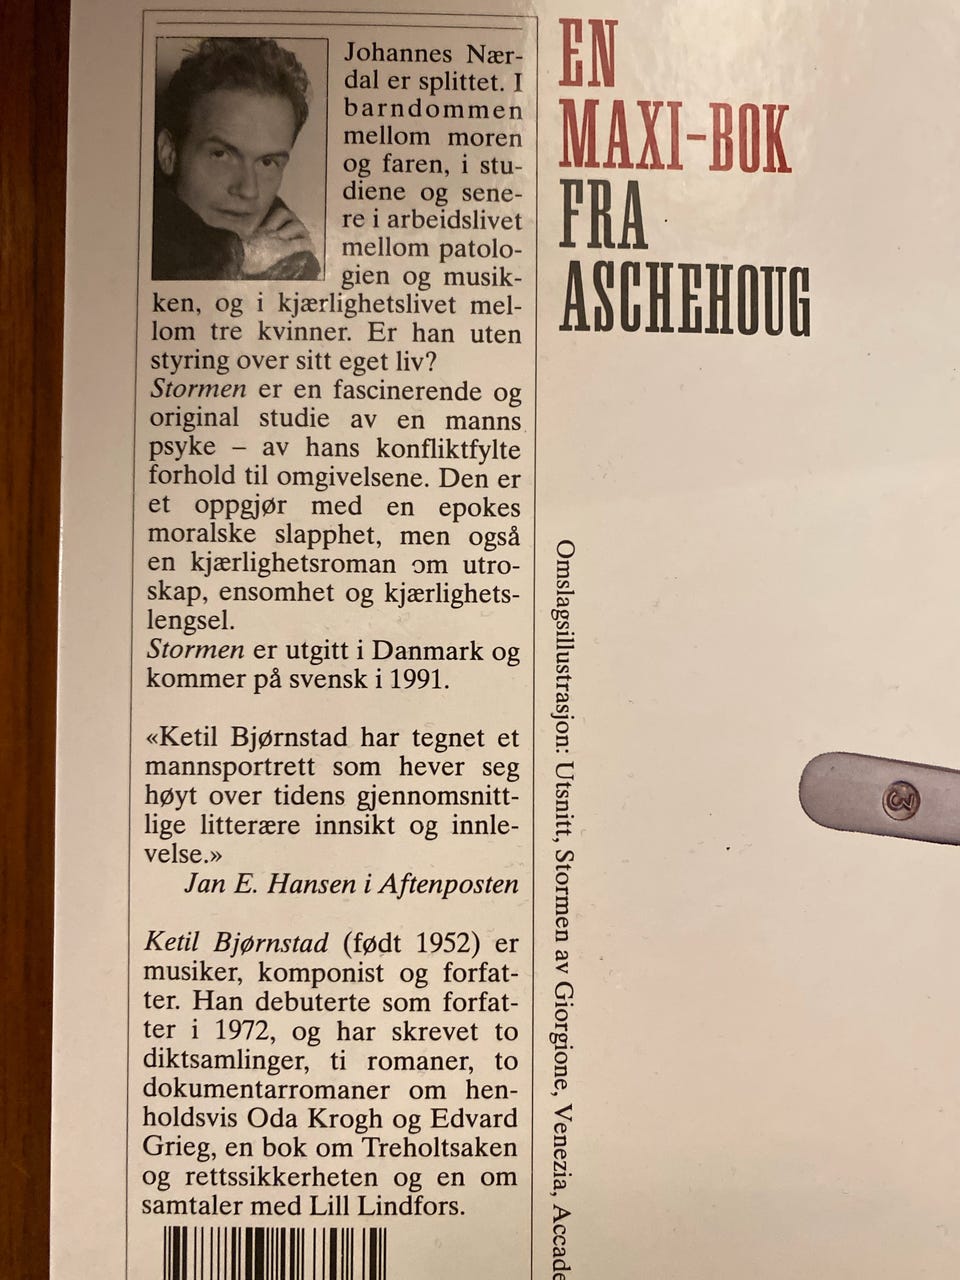 Johannes Nær-
dal er splittet. I
barndommen
mellom moren
og faren, i stu-
diene og sene-
re i arbeidslivet
mellom patolo-
gien og musik-
ken, og i kjærlighetslivet mel-
lom tre kvinner. Er han uten
styring over sitt eget liv?
Stormen er en fascinerende og
original studie av en manns
psyke – av hans konfliktfylte
forhold til omgivelsene. Den er
et oppgjør med en epokes
moralske slapphet, men også
en kjærlighetsroman om utro-
skap, ensomhet og kjærlighets-
lengsel.
Stormen er utgitt i Danmark og
kommer på svensk i 1991.
«Ketil Bjørnstad har tegnet et
mannsportrett som hever seg
høyt over tidens gjennomsnitt-
lige litterære innsikt og innle-
velse.»
Jan E. Hansen i Aftenposten
Ketil Bjørnstad (født 1952) er
musiker, komponist og forfat-
ter. Han debuterte som forfat-
ter i 1972, og har skrevet to
diktsamlinger, ti romaner, to
dokumentarromaner om hen-
holdsvis Oda Krogh og Edvard
Grieg, en bok om Treholtsaken
og rettssikkerheten og en om
samtaler med Lill Lindfors.
EN
MAXI-BOK
FRA
ASCHEHOUG
Omslagsillustrasjon: Utsnitt, Stormen av Giorgione, Venezia, Accade
3